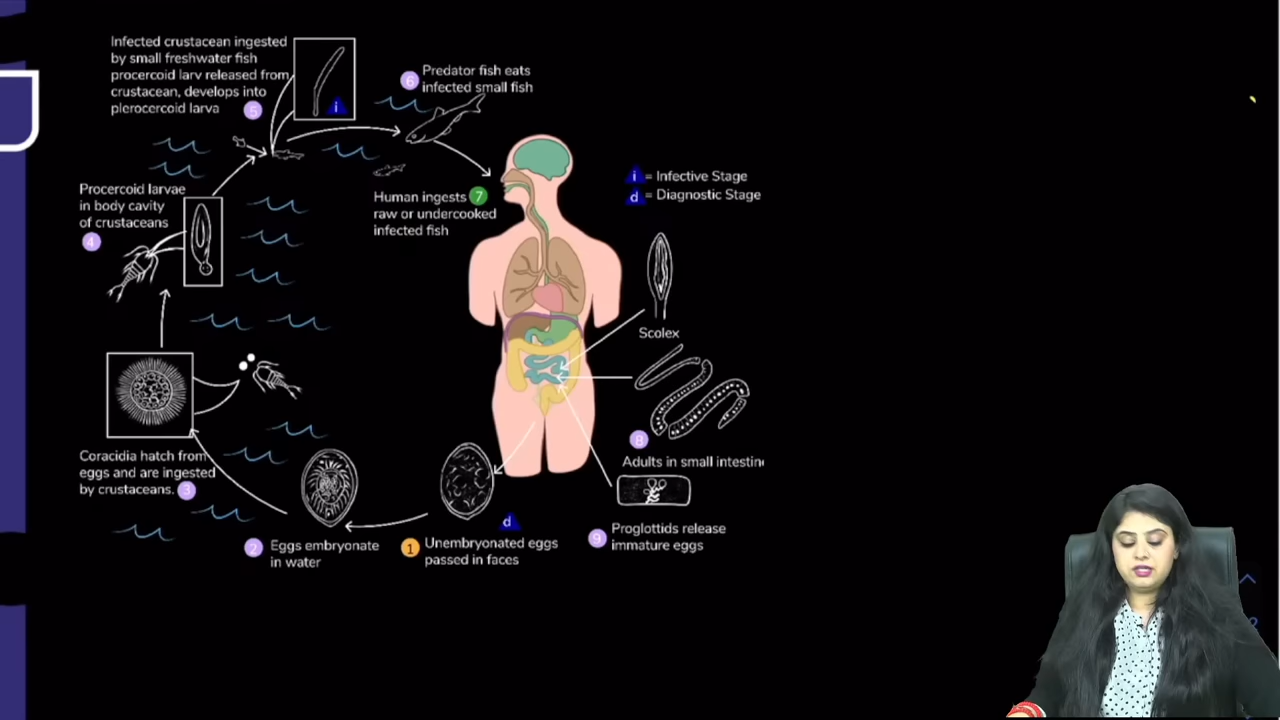 Infected crustacean ingested
by small freshwater fish
procercoid larv released from
crustacean, develops into
plerocercoid larva
5
i
6
Predator fish eats
infected small fish
Human ingests 7
raw or undercooked
infected fish
i = Infective Stage
d = Diagnostic Stage
Procercoid larvae
in body cavity
of crustaceans
4
Scolex
Coracidia hatch from
eggs and are ingested
by crustaceans. 3
8
Adults in small intestin
d
2 Eggs embryonate
in water
1 Unembryonated eggs
passed in faces
9 Proglottids release
immature eggs